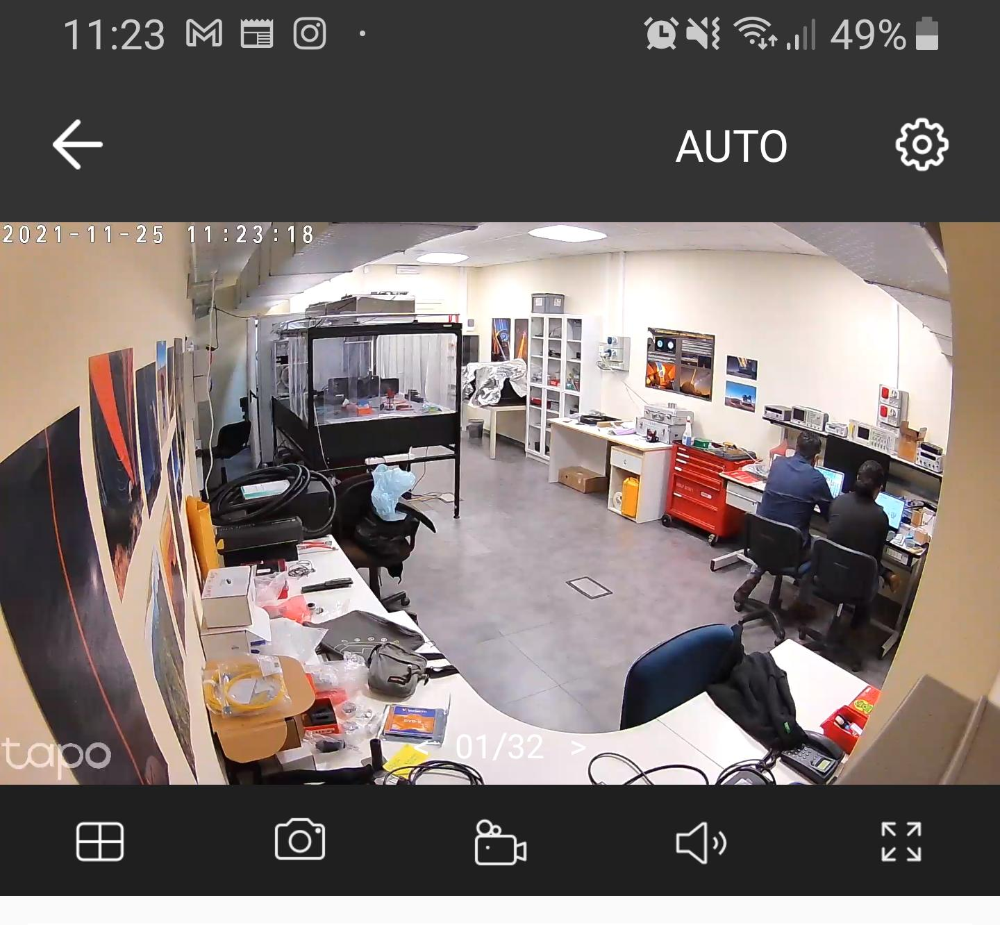 11:23
49%
AUTO
2021-11-25 11:23:18
Verbatim
DVD-R
< 01/32 >
tapo